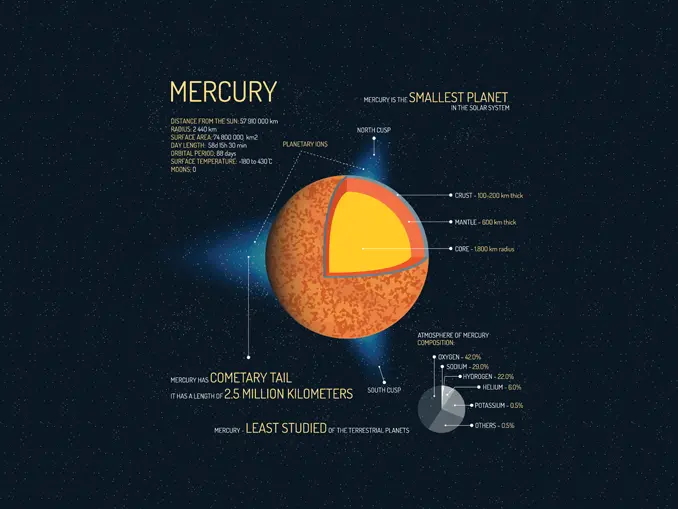 MERCURY
DISTANCE FROM THE SUN: 57 910 000 km
RADIUS: 2 440 km
SURFACE AREA: 74 800 000, km2
DAY LENGTH: 58d 15h 30 min
ORBITAL PERIOD: 88 days
SURFACE TEMPERATURE: -180 to 430°C
MOONS: 0
MERCURY IS THE SMALLEST PLANET
IN THE SOLAR SYSTEM
NORTH CUSP
PLANETARY IONS
CRUST - 100-200 km thick
MANTLE - 600 km thick
CORE - 1,800 km radius
MERCURY HAS COMETARY TAIL
IT HAS A LENGTH OF 2.5 MILLION KILOMETERS
SOUTH CUSP
ATMOSPHERE OF MERCURY
COMPOSITION:
OXYGEN - 42.0%
SODIUM - 29.0%
HYDROGEN - 22.0%
HELIUM - 6.0%
POTASSIUM - 0.5%
OTHERS - 0.5%
MERCURY - LEAST STUDIED OF THE TERRESTRIAL PLANETS